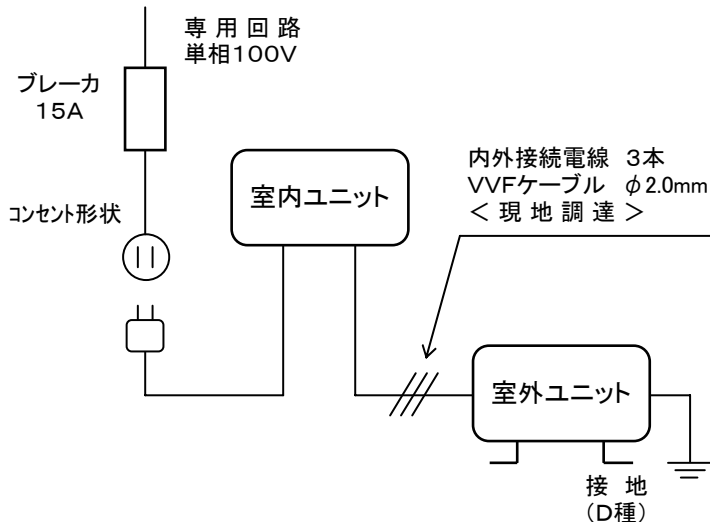 専用回路
単相100V
ブレーカ
15A
コンセント形状
室内ユニット
内外接続電線 3本
VVFケーブル φ2.0mm
<現地調達>
室外ユニット
接地
(D種)